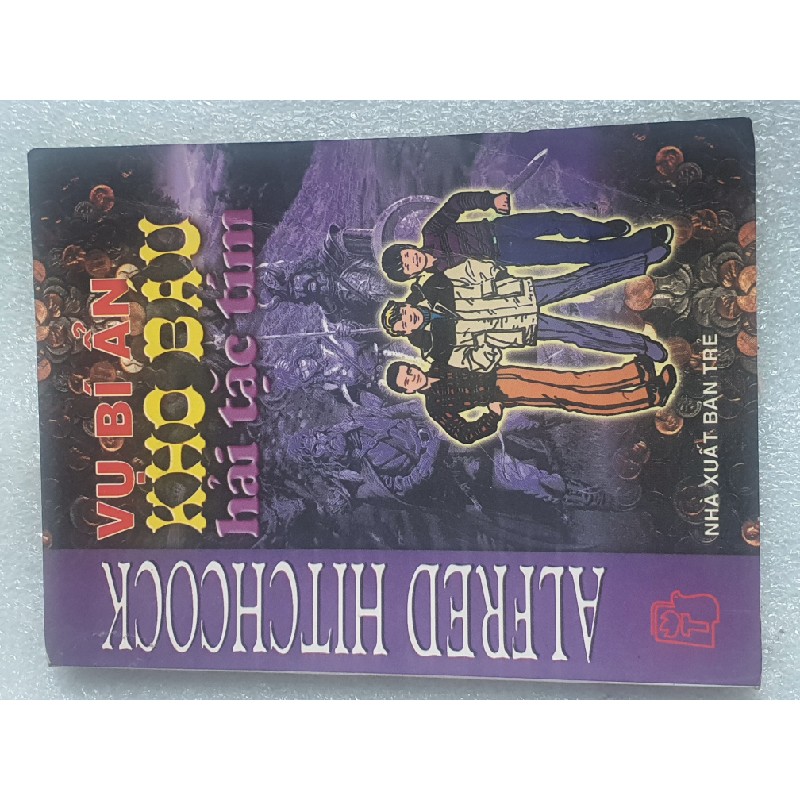 ALFRED HITCHCOCK
VỤ BÍ ẨN
KHO BÁU
hải tặc tím
NHÀ XUẤT BẢN TRẺ
T